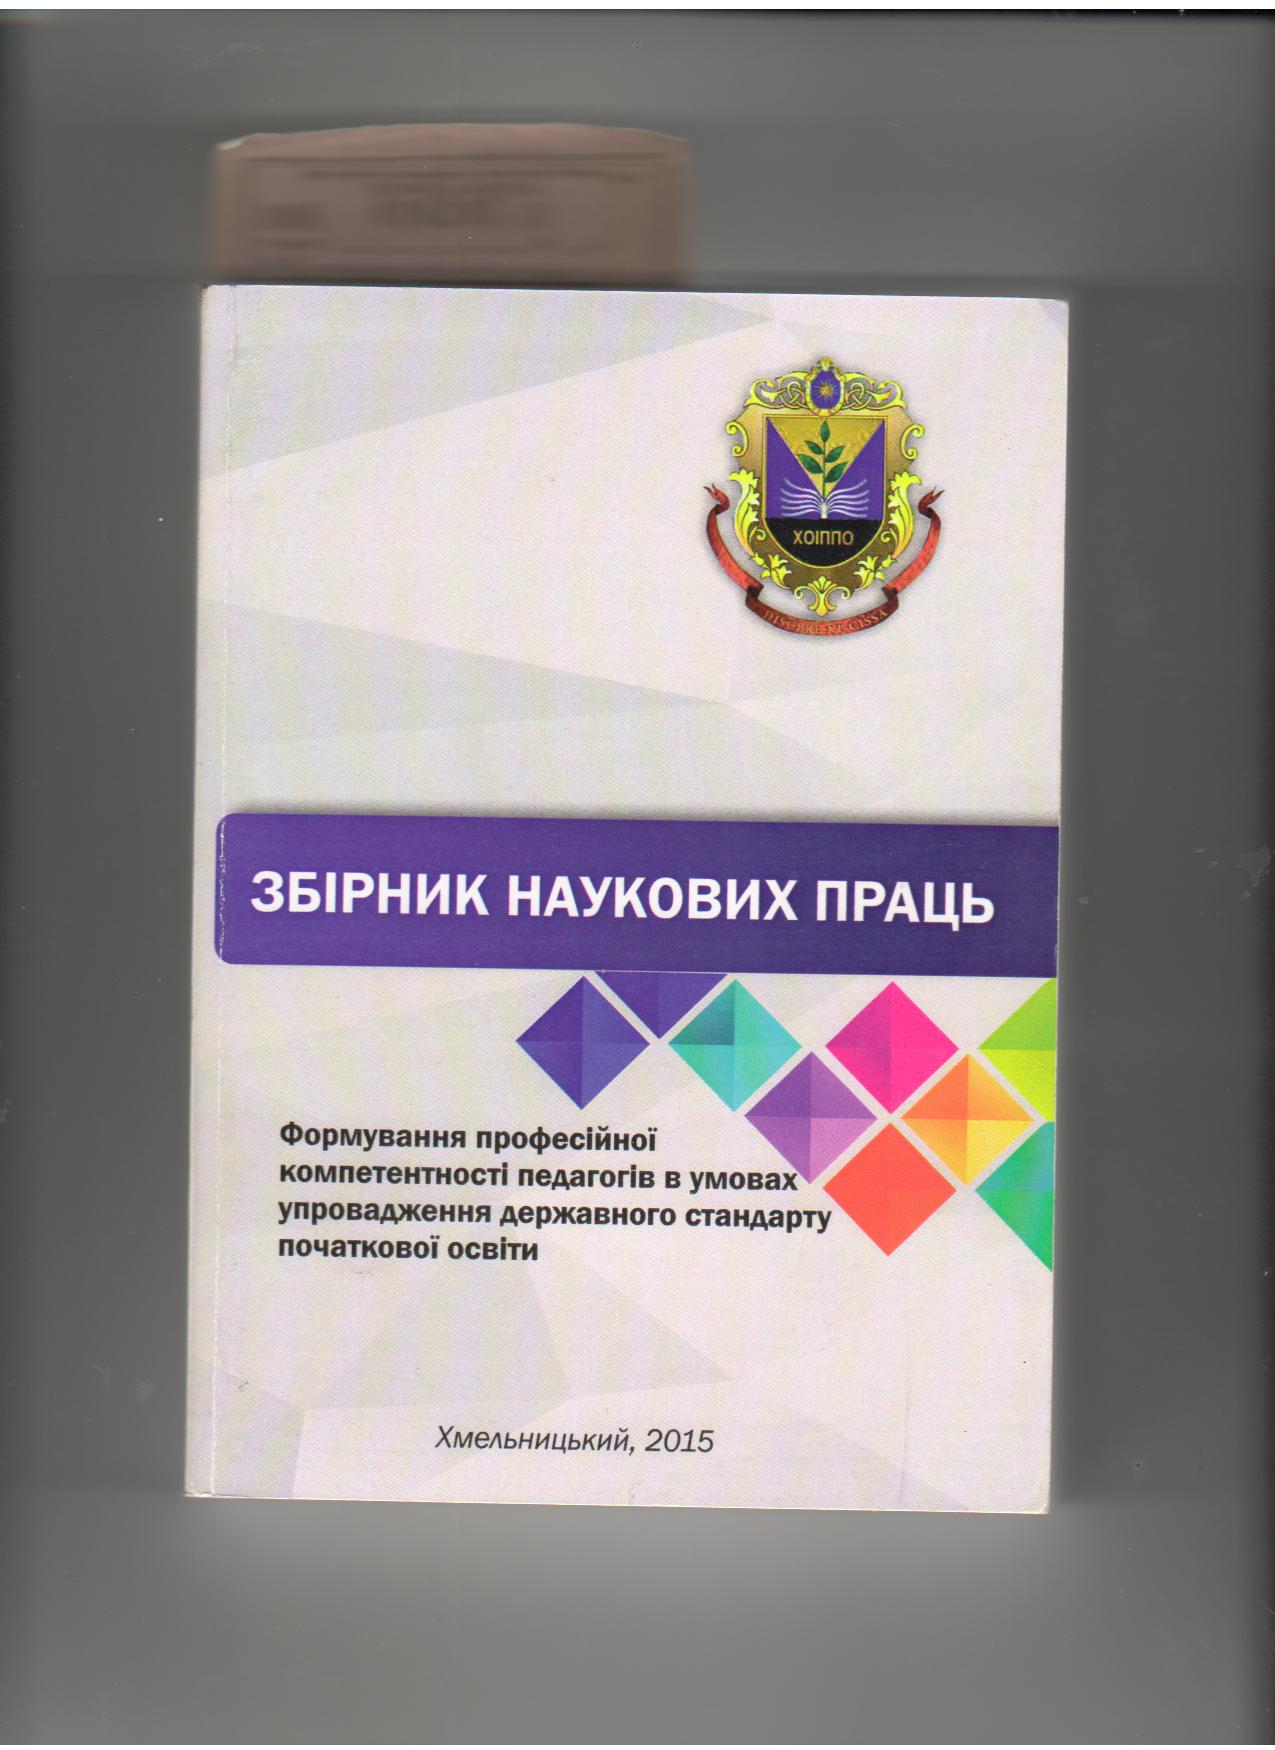 ХОІППО
ЗБІРНИК НАУКОВИХ ПРАЦЬ
Формування професійної
компетентності педагогів в умовах
упровадження державного стандарту
початкової освіти
Хмельницький, 2015